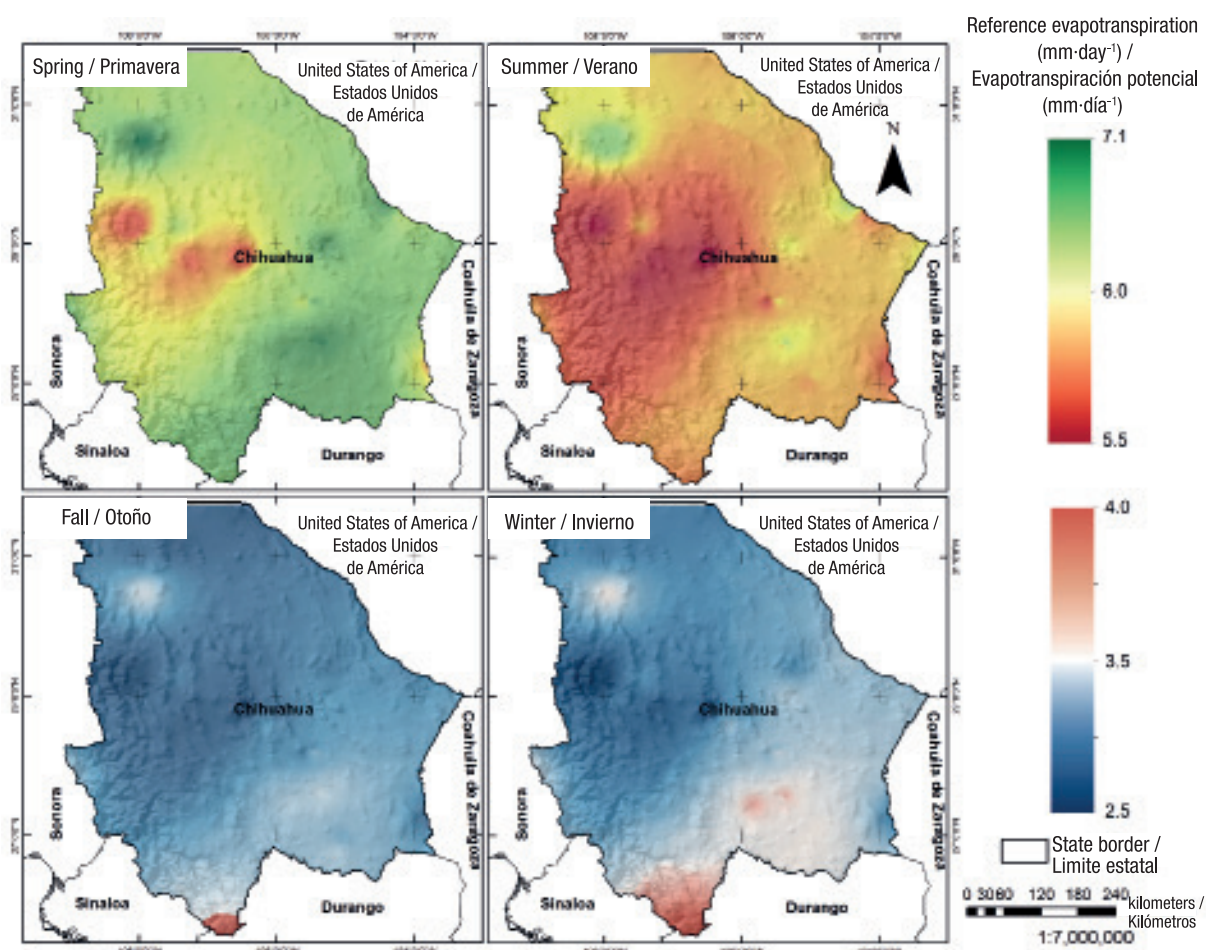 Spring / Primavera
United States of America /
Estados Unidos
de América
Chihuahua
Sonora
Sinaloa
Durango
Coahuila de Zaragoza
Summer / Verano
United States of America /
Estados Unidos
de América
N
Chihuahua
Sonora
Sinaloa
Durango
Coahuila de Zaragoza
Fall / Otoño
United States of America /
Estados Unidos
de América
Chihuahua
Sonora
Sinaloa
Durango
Coahuila de Zaragoza
Winter / Invierno
United States of America /
Estados Unidos
de América
Chihuahua
Sonora
Sinaloa
Durango
Coahuila de Zaragoza
Reference evapotranspiration
(mm·day⁻¹) /
Evapotranspiración potencial
(mm·día⁻¹)
7.1
6.0
5.5
4.0
3.5
2.5
State border /
Limite estatal
0 30 60 120 180 240
kilometers /
Kilómetros
1:7,000,000